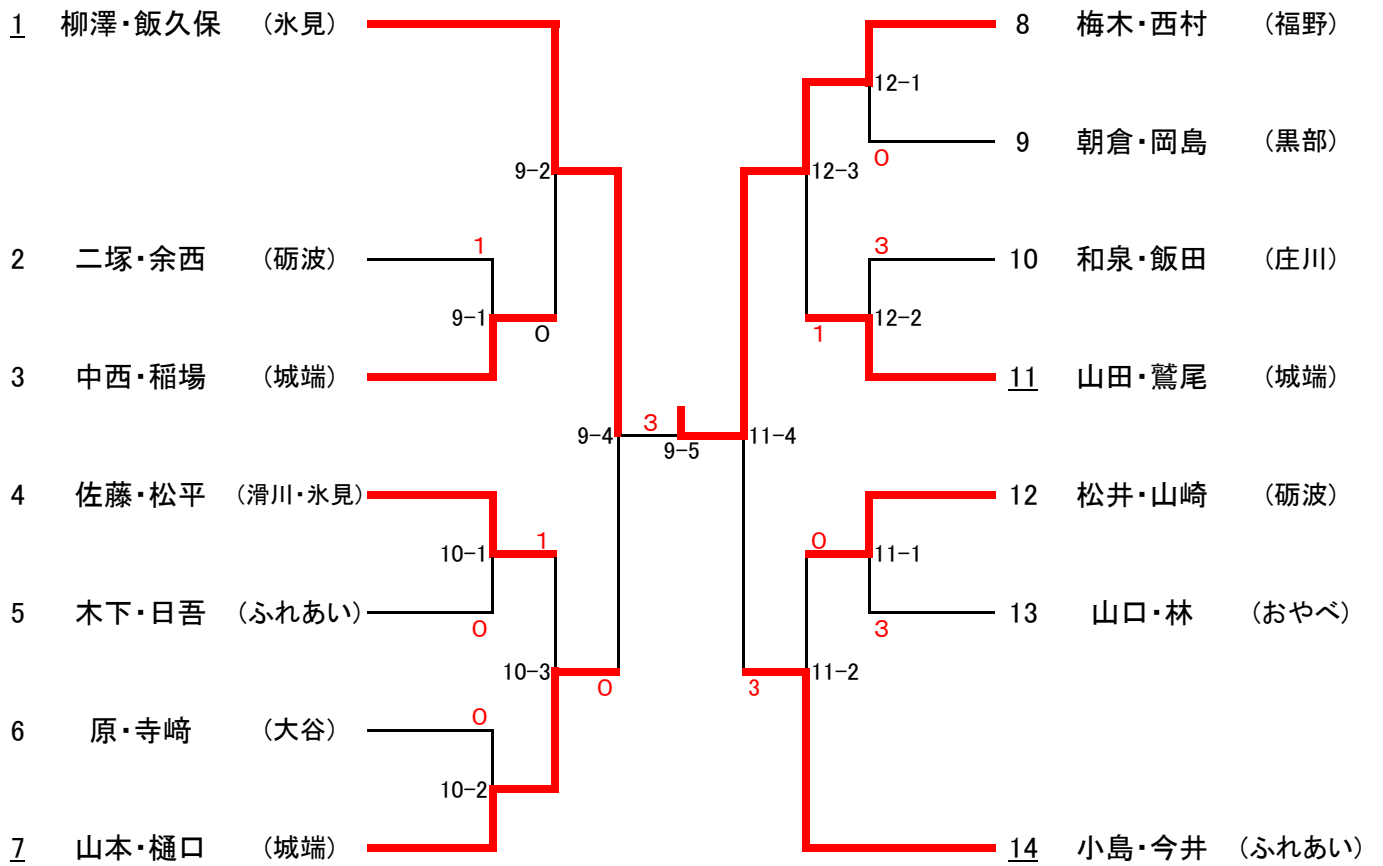 1 柳澤・飯久保 (氷見)
9-2
2 二塚・余西 (砺波)
1
9-1
0
3 中西・稲場 (城端)
9-4
3
9-5
4 佐藤・松平 (滑川・氷見)
10-1
1
5 木下・日吾 (ふれあい)
0
10-3
0
6 原・寺﨑 (大谷)
0
10-2
7 山本・樋口 (城端)
8 梅木・西村 (福野)
12-1
9 朝倉・岡島 (黒部)
0
12-3
3
10 和泉・飯田 (庄川)
12-2
1
11 山田・鷲尾 (城端)
11-4
12 松井・山崎 (砺波)
0
11-1
13 山口・林 (おやべ)
3
11-2
3
14 小島・今井 (ふれあい)